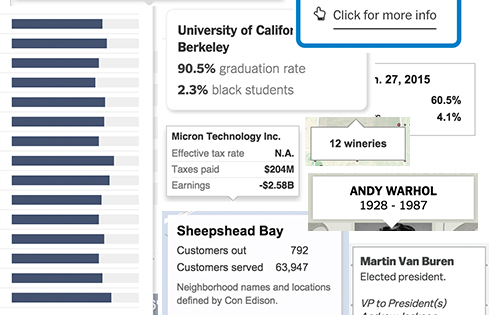 Click for more info
University of Califor
Berkeley
90.5% graduation rate
2.3% black students
n. 27, 2015
60.5%
4.1%
Micron Technology Inc.
Effective tax rate N.A.
Taxes paid $204M
Earnings -$2.58B
12 wineries
ANDY WARHOL
1928 - 1987
Sheepshead Bay
Customers out 792
Customers served 63,947
Neighborhood names and locations
defined by Con Edison.
Martin Van Buren
Elected president.
VP to President(s)